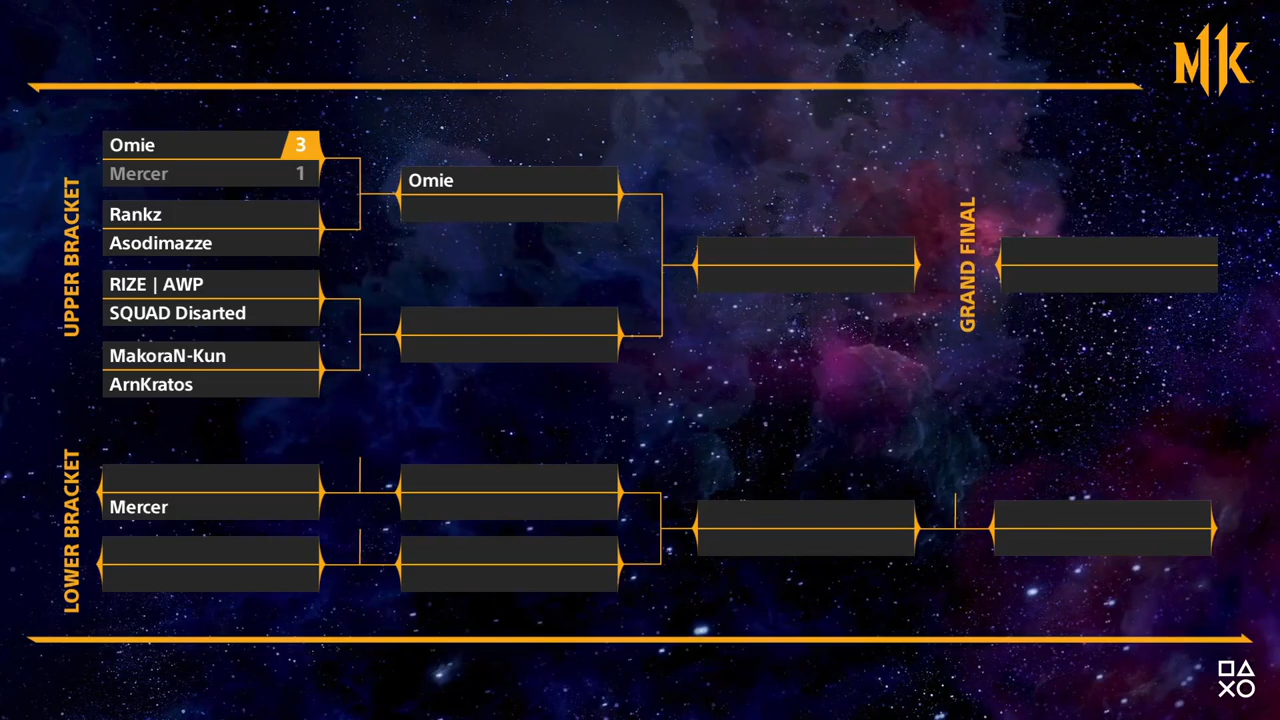 MK
UPPER BRACKET
Omie 3
Mercer 1
Rankz
Asodimazze
RIZE | AWP
SQUAD Disarted
MakoraN-Kun
ArnKratos
Omie
GRAND FINAL
LOWER BRACKET
Mercer